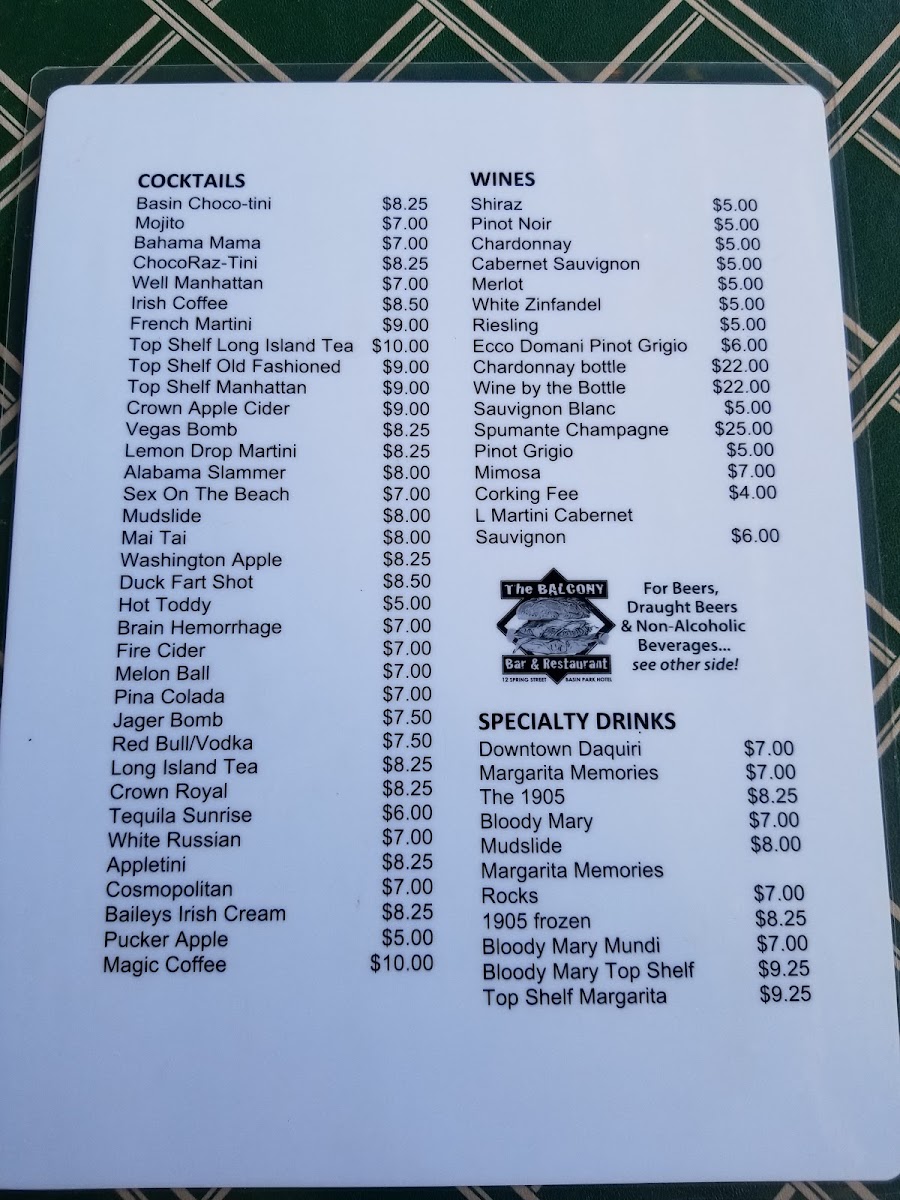 COCKTAILS
Basin Choco-tini $8.25
Mojito $7.00
Bahama Mama $7.00
ChocoRaz-Tini $8.25
Well Manhattan $7.00
Irish Coffee $8.50
French Martini $9.00
Top Shelf Long Island Tea $10.00
Top Shelf Old Fashioned $9.00
Top Shelf Manhattan $9.00
Crown Apple Cider $9.00
Vegas Bomb $8.25
Lemon Drop Martini $8.25
Alabama Slammer $8.00
Sex On The Beach $7.00
Mudslide $8.00
Mai Tai $8.00
Washington Apple $8.25
Duck Fart Shot $8.50
Hot Toddy $5.00
Brain Hemorrhage $7.00
Fire Cider $7.00
Melon Ball $7.00
Pina Colada $7.00
Jager Bomb $7.50
Red Bull/Vodka $7.50
Long Island Tea $8.25
Crown Royal $8.25
Tequila Sunrise $6.00
White Russian $7.00
Appletini $8.25
Cosmopolitan $7.00
Baileys Irish Cream $8.25
Pucker Apple $5.00
Magic Coffee $10.00
WINES
Shiraz $5.00
Pinot Noir $5.00
Chardonnay $5.00
Cabernet Sauvignon $5.00
Merlot $5.00
White Zinfandel $5.00
Riesling $5.00
Ecco Domani Pinot Grigio $6.00
Chardonnay bottle $22.00
Wine by the Bottle $22.00
Sauvignon Blanc $5.00
Spumante Champagne $25.00
Pinot Grigio $5.00
Mimosa $7.00
Corking Fee $4.00
L Martini Cabernet
Sauvignon $6.00
The BALCONY
Bar & Restaurant
12 SPRING STREET BASIN PARK HOTEL
For Beers,
Draught Beers
& Non-Alcoholic
Beverages...
see other side!
SPECIALTY DRINKS
Downtown Daquiri $7.00
Margarita Memories $7.00
The 1905 $8.25
Bloody Mary $7.00
Mudslide $8.00
Margarita Memories
Rocks $7.00
1905 frozen $8.25
Bloody Mary Mundi $7.00
Bloody Mary Top Shelf $9.25
Top Shelf Margarita $9.25